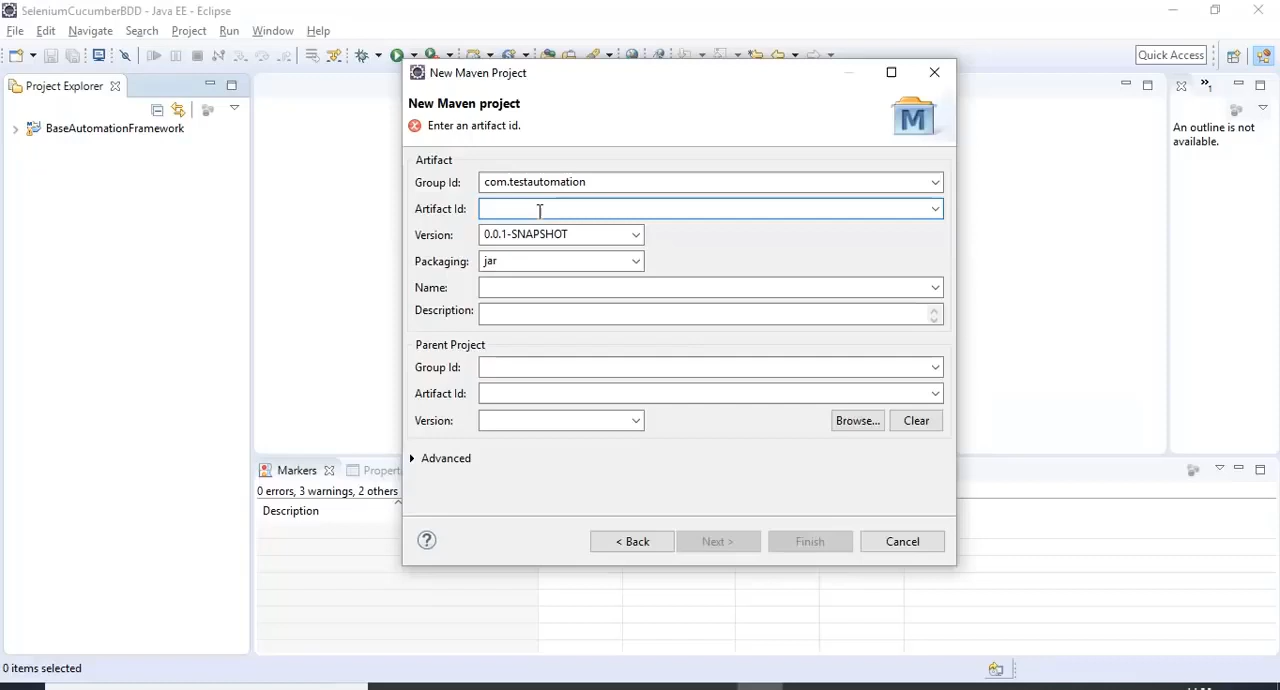 SeleniumCucumberBDD - Java EE - Eclipse
File Edit Navigate Search Project Run Window Help
Quick Access
Project Explorer
BaseAutomationFramework
An outline is not
available.
New Maven Project
New Maven project
Enter an artifact id.
M
Artifact
Group Id: com.testautomation
Artifact Id:
Version: 0.0.1-SNAPSHOT
Packaging: jar
Name:
Description:
Parent Project
Group Id:
Artifact Id:
Version: Browse... Clear
Advanced
< Back Next > Finish Cancel
Markers Propert
0 errors, 3 warnings, 2 others
Description
0 items selected